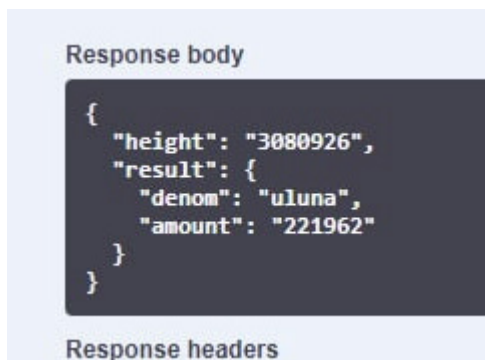 Response body
{
"height": "3080926",
"result": {
"denom": "uluna",
"amount": "221962"
}
}
Response headers